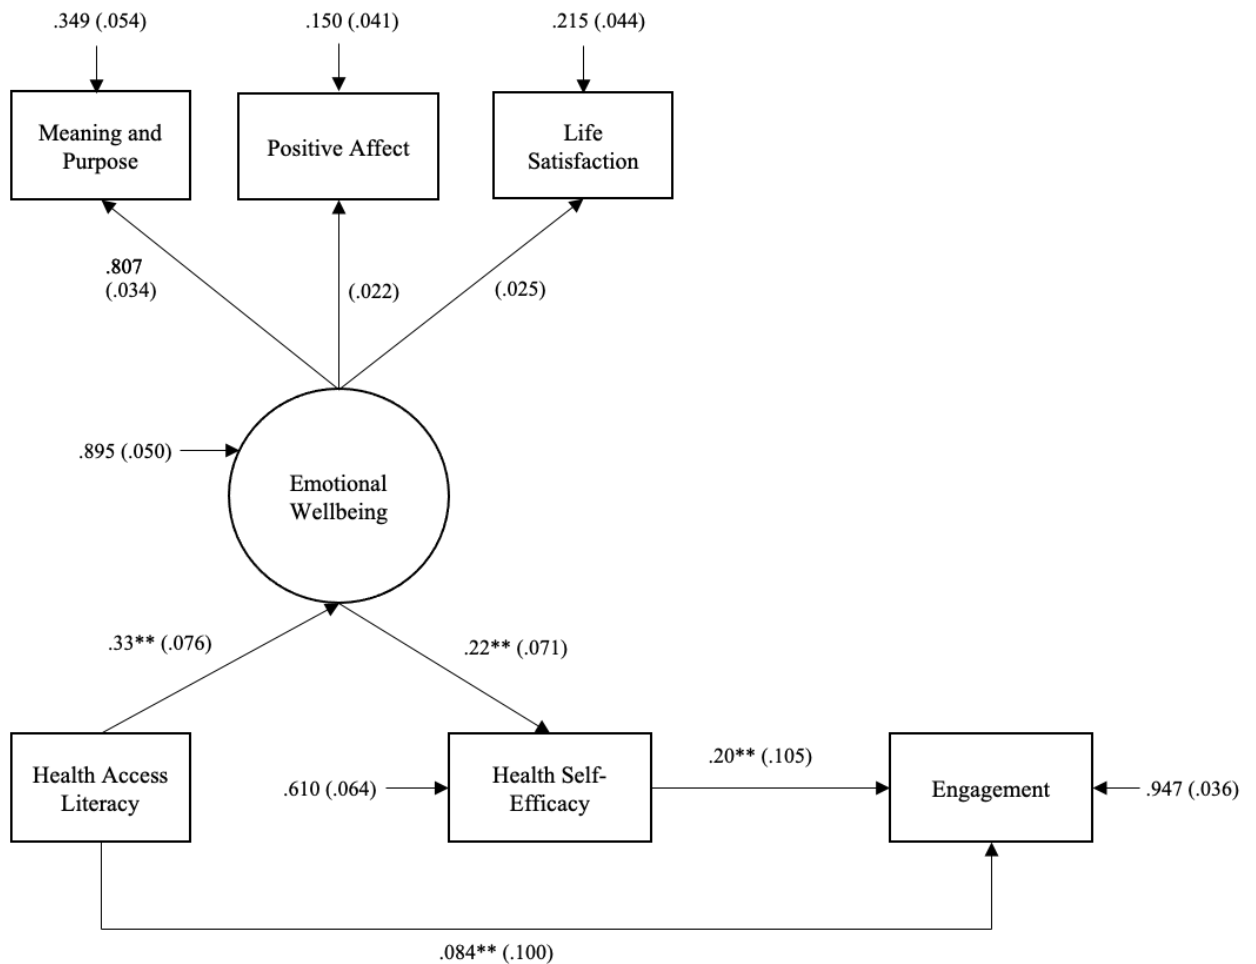 .349 (.054)
.150 (.041)
.215 (.044)
Meaning and
Purpose
Positive Affect
Life
Satisfaction
.807
(.034)
(.022)
(.025)
.895 (.050)
Emotional
Wellbeing
.33** (.076)
.22** (.071)
Health Access
Literacy
.610 (.064)
Health Self-
Efficacy
.20** (.105)
Engagement
.947 (.036)
.084** (.100)